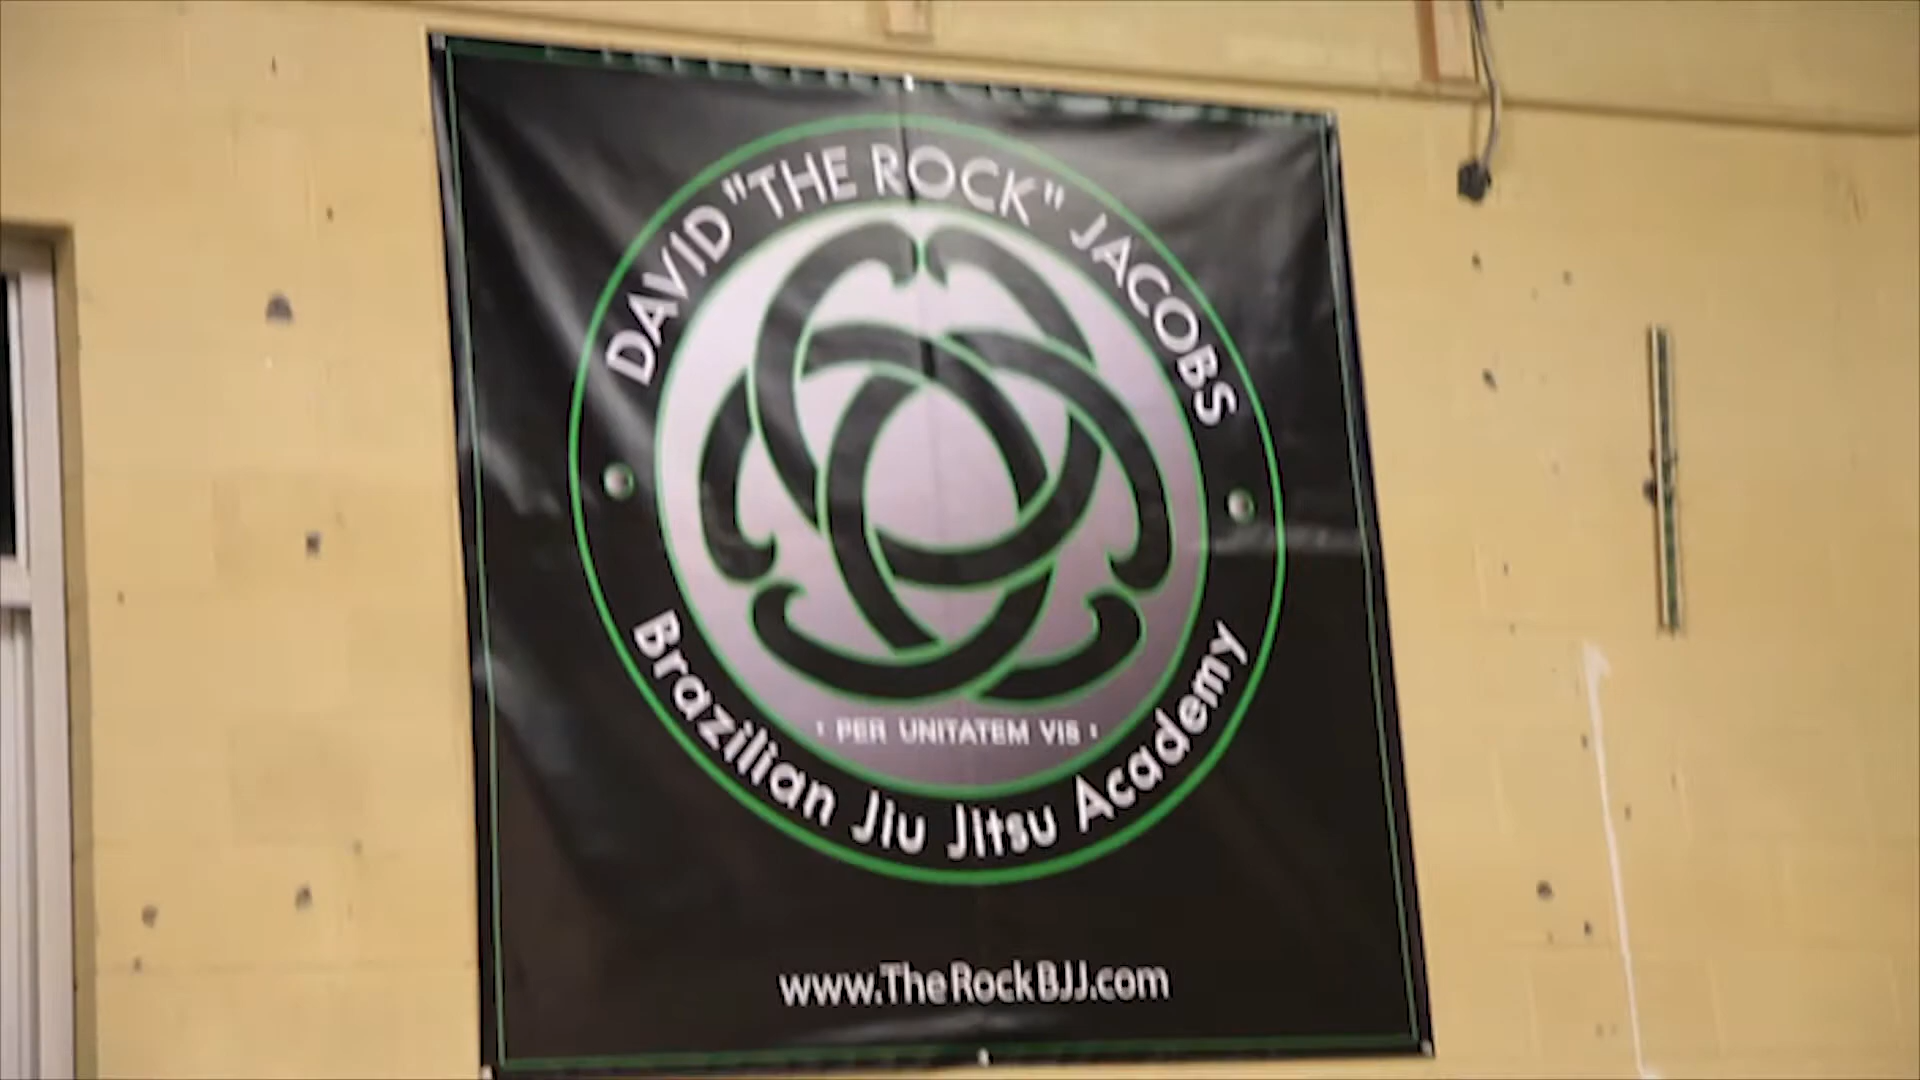 DAVID "THE ROCK" JACOBS
• PER UNITATEM VIS •
Brazilian Jiu Jitsu Academy
www.TheRockBJJ.com